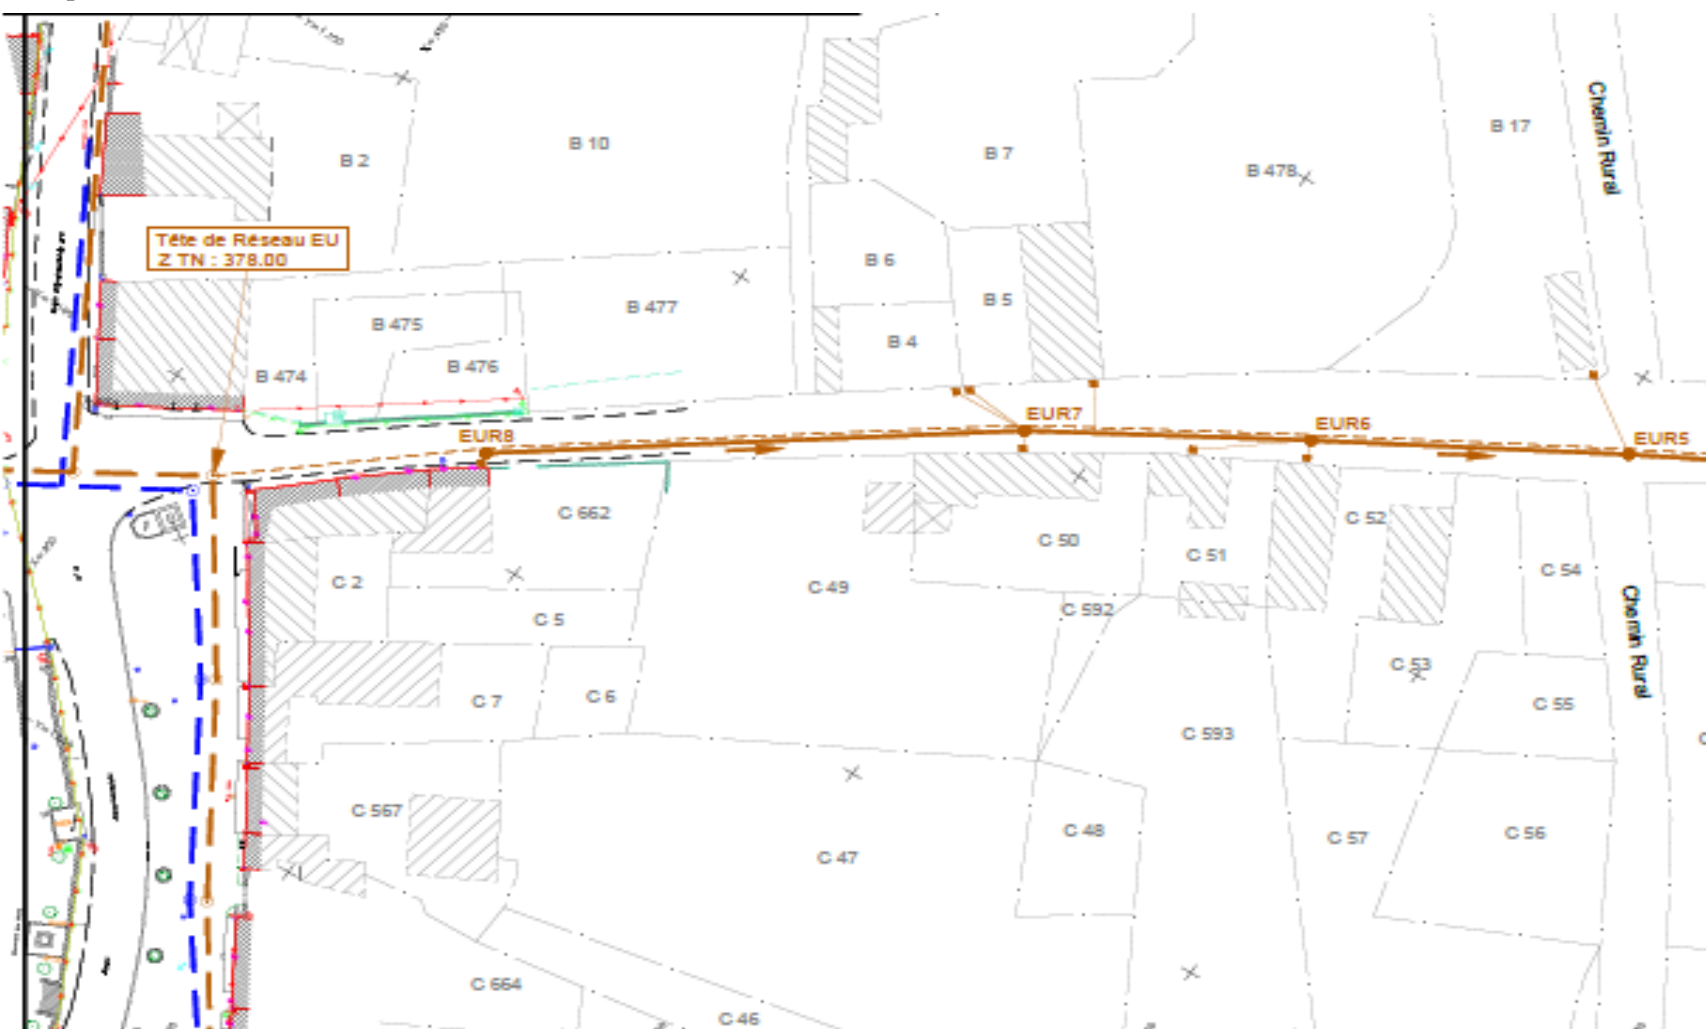 Chemin Rural
B 17
B 10
B 7
B 2
B 478
Tête de Réseau EU
Z TN : 378.00
B 6
B 5
B 477
B 475
B 4
B 476
B 474
EUR7
EUR6
EUR8
EUR5
C 662
C 52
C 50
C 51
C 54
C 2
C 49
C 592
Chemin Rural
C 5
C 53
C 7
C 6
C 55
C 593
C 567
C 48
C 56
C 57
C 47
C 664
C 46